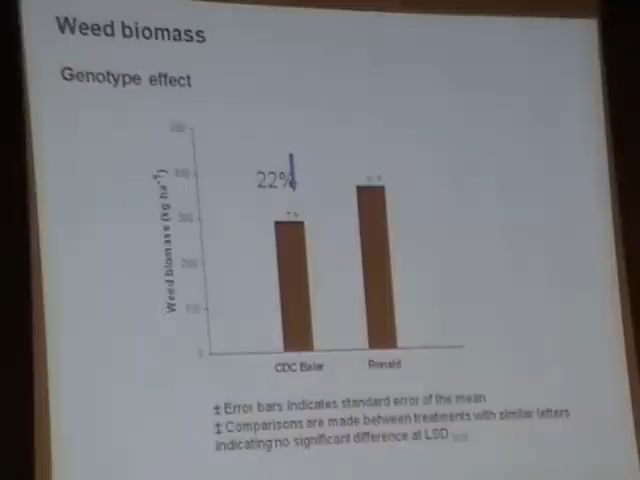 Weed biomass
Genotype effect
22%
Weed biomass (kg ha⁻¹)
CDC Baler
Ronald
‡ Error bars indicates standard error of the mean
‡ Comparisons are made between treatments with similar letters
indicating no significant difference at LSD